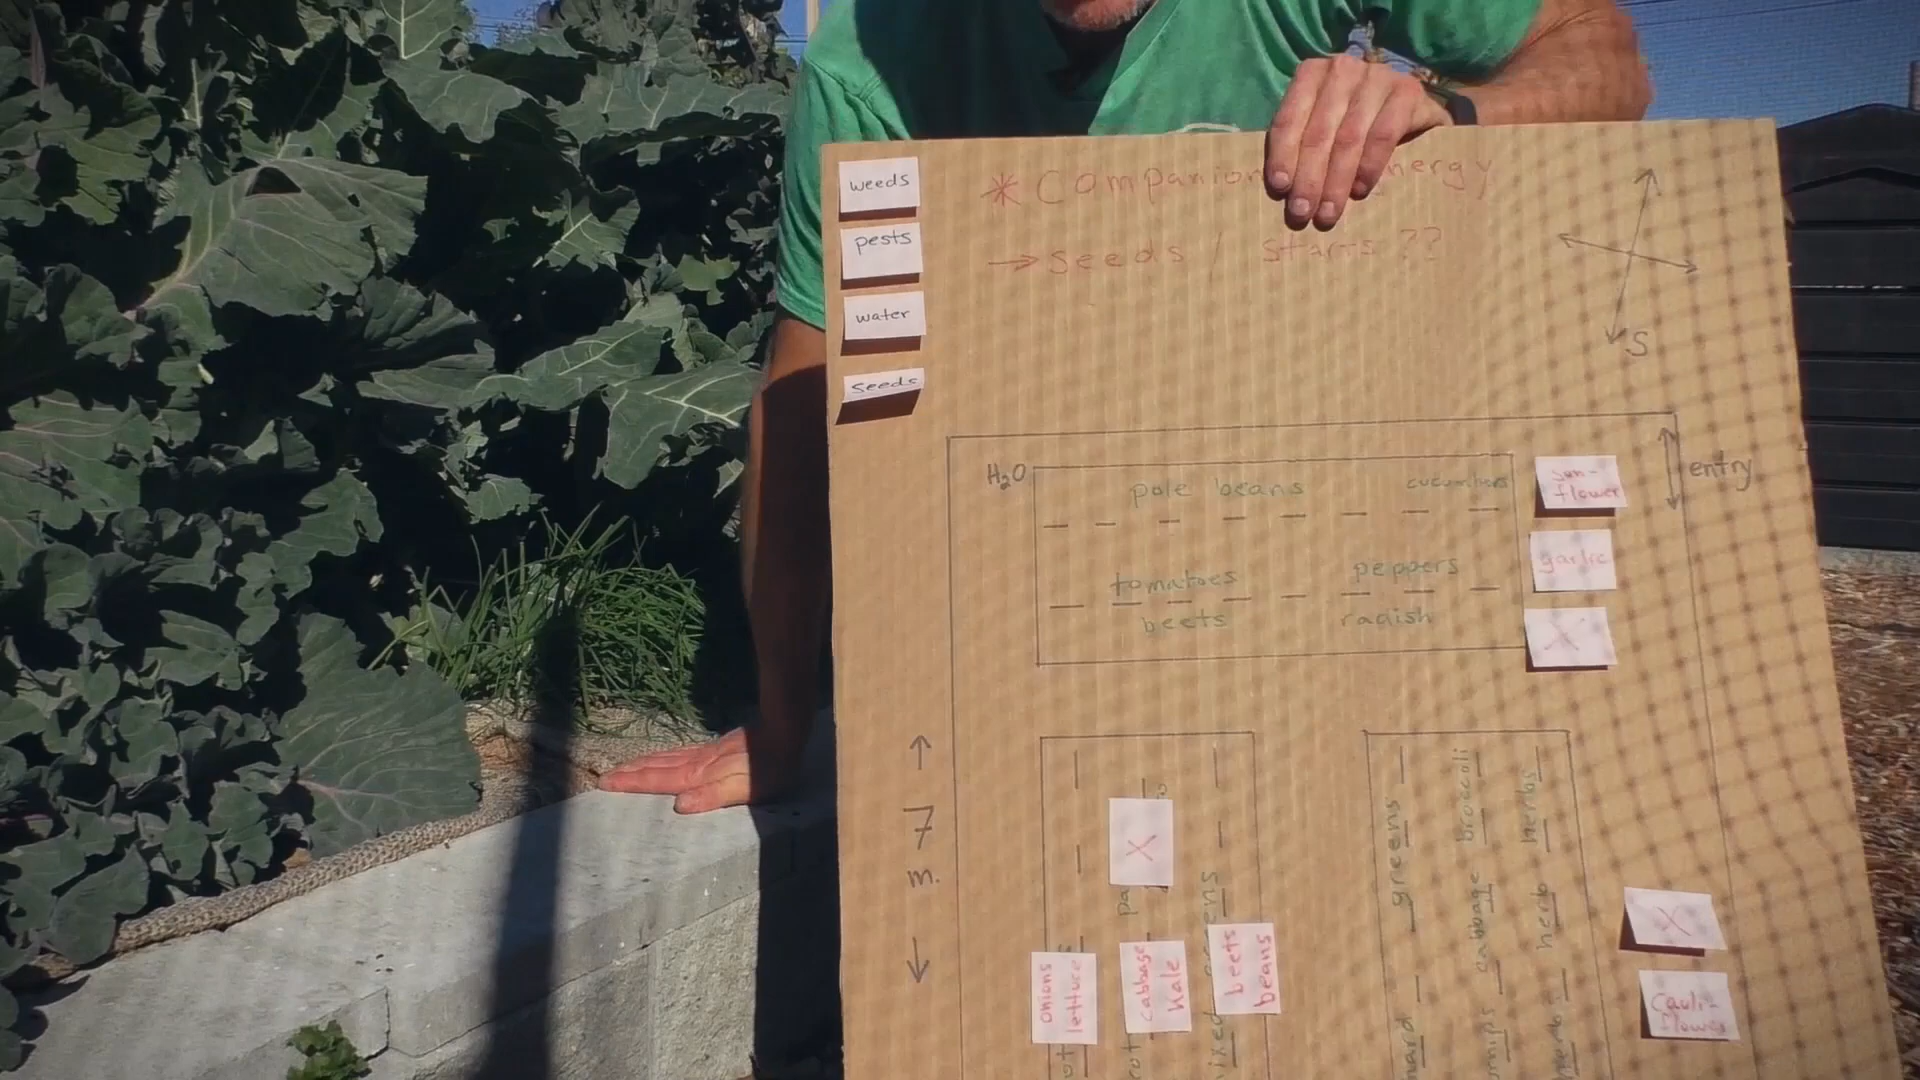 weeds
pests
water
seeds
* Companion nergy
→ seeds / starts ??
S
H₂O
entry
pole beans cucumbers
tomatoes peppers
beets radish
sun-
flower
garlic
X
← 7 m. →
X
onions
lettuce
cabbage
kale
beets
beans
greens
broccoli
cabbage
herbs
herb
X
cauli-
flower